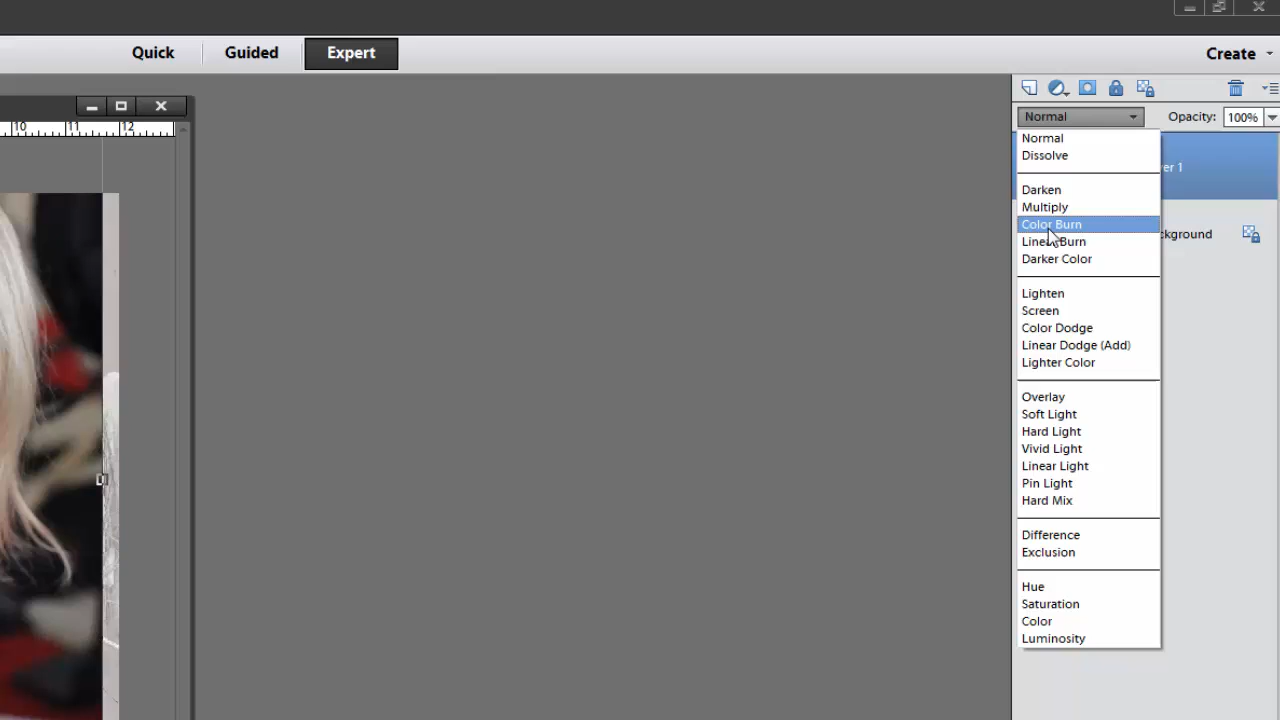 Quick Guided Expert Create
10 11 12
Normal Opacity: 100%
Normal
Dissolve
er 1
Darken
Multiply
Color Burn
ckground
Linear Burn
Darker Color
Lighten
Screen
Color Dodge
Linear Dodge (Add)
Lighter Color
Overlay
Soft Light
Hard Light
Vivid Light
Linear Light
Pin Light
Hard Mix
Difference
Exclusion
Hue
Saturation
Color
Luminosity